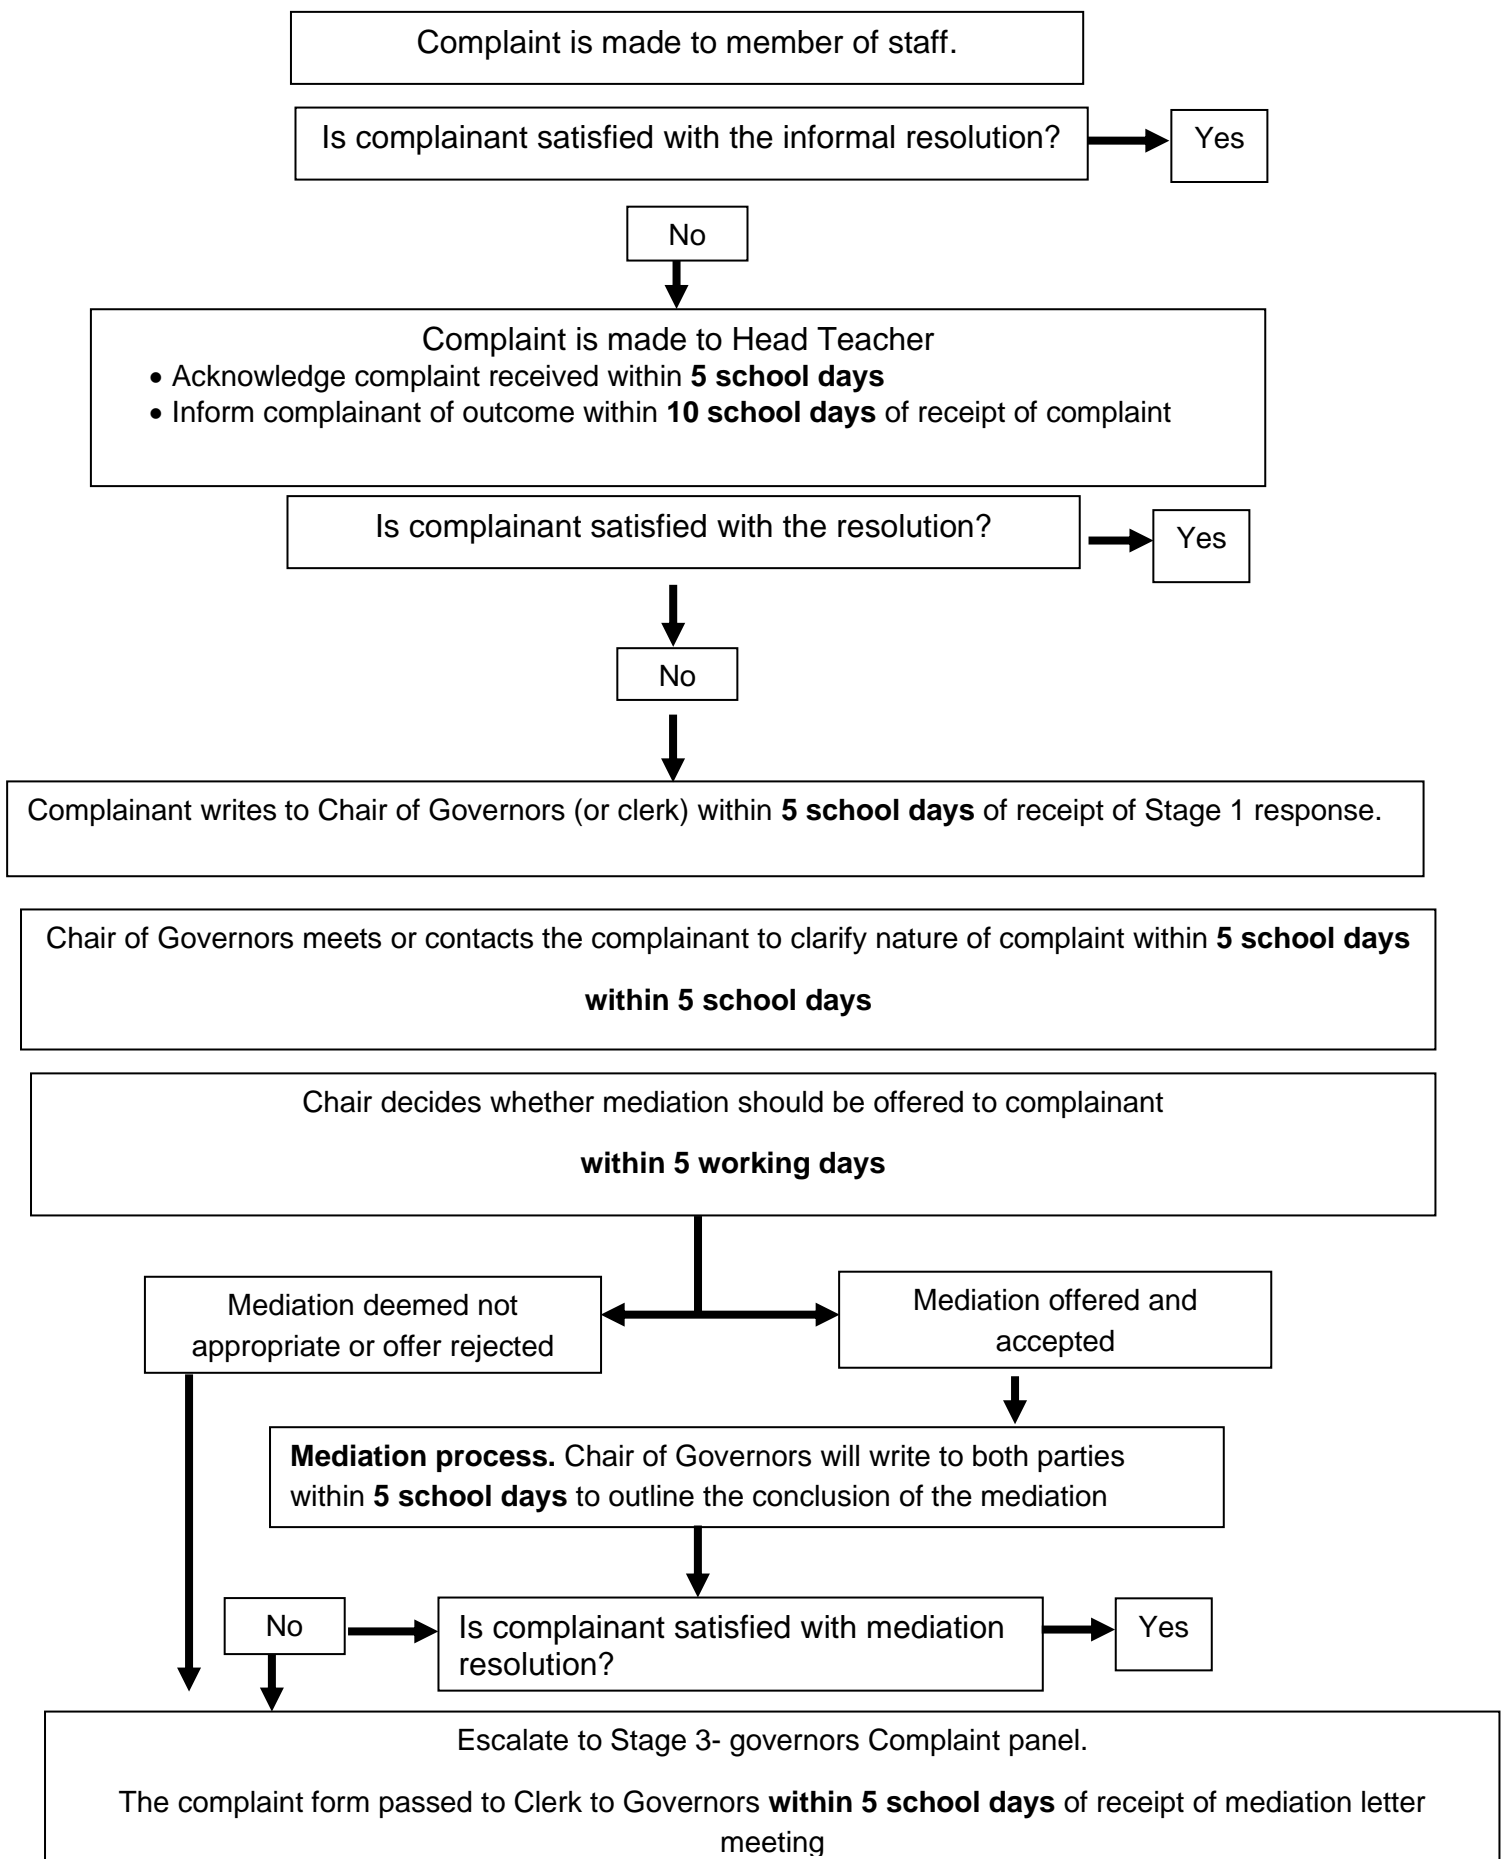 Complaint is made to member of staff.
Is complainant satisfied with the informal resolution?
Yes
No
Complaint is made to Head Teacher
• Acknowledge complaint received within 5 school days
• Inform complainant of outcome within 10 school days of receipt of complaint
Is complainant satisfied with the resolution?
Yes
No
Complainant writes to Chair of Governors (or clerk) within 5 school days of receipt of Stage 1 response.
Chair of Governors meets or contacts the complainant to clarify nature of complaint within 5 school days
within 5 school days
Chair decides whether mediation should be offered to complainant
within 5 working days
Mediation deemed not
appropriate or offer rejected
Mediation offered and
accepted
Mediation process. Chair of Governors will write to both parties
within 5 school days to outline the conclusion of the mediation
No
Is complainant satisfied with mediation
resolution?
Yes
Escalate to Stage 3- governors Complaint panel.
The complaint form passed to Clerk to Governors within 5 school days of receipt of mediation letter
meeting